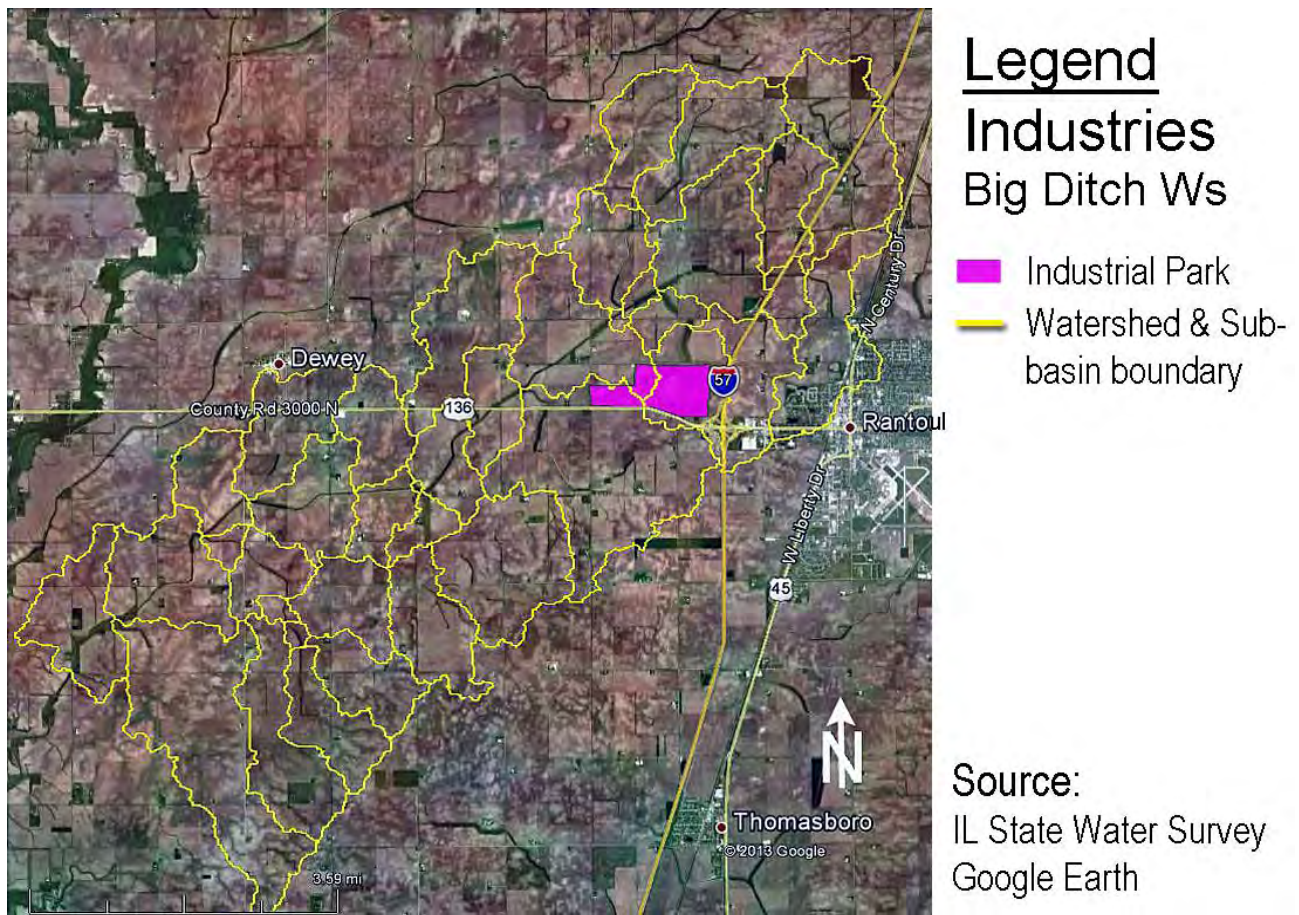 Legend
Industries
Big Ditch Ws
Industrial Park
Watershed & Sub-
basin boundary
N Century Dr
Dewey
57
County Rd 3000 N
136
Rantoul
W Liberty Dr
45
N
Thomasboro
© 2013 Google
3.59 mi
Source:
IL State Water Survey
Google Earth